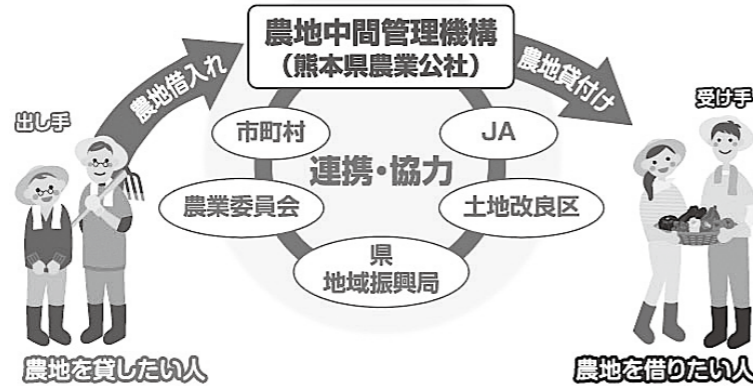 農地中間管理機構
（熊本県農業公社）
農地借入れ
農地貸付け
出し手
受け手
市町村
JA
連携・協力
農業委員会
土地改良区
県
地域振興局
農地を貸したい人
農地を借りたい人